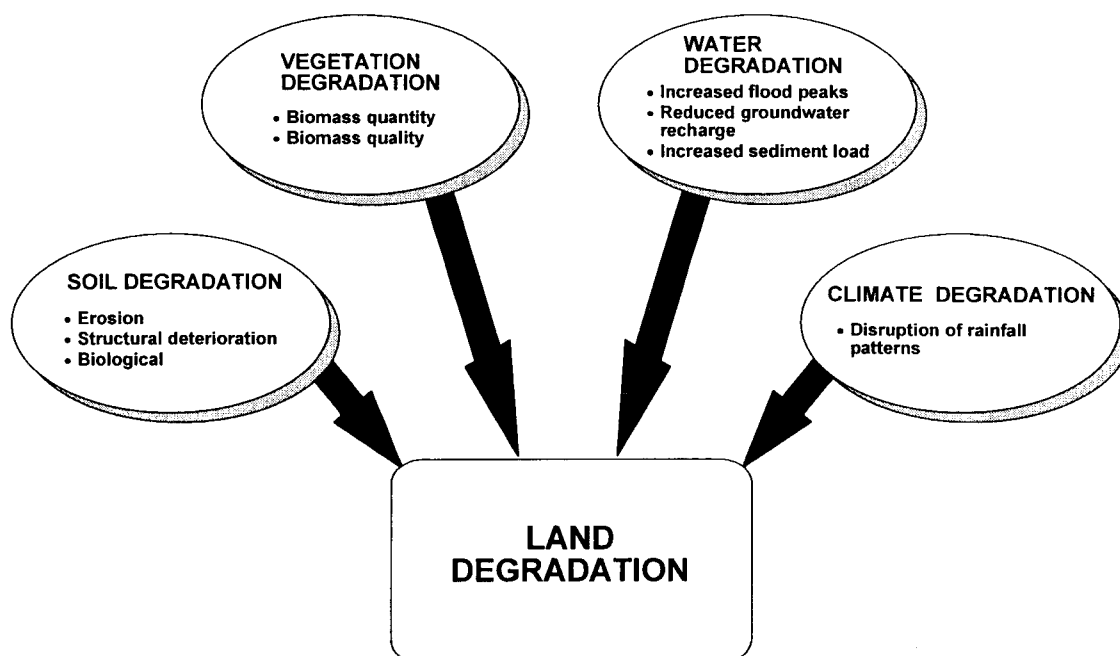 VEGETATION
DEGRADATION
• Biomass quantity
• Biomass quality
WATER
DEGRADATION
• Increased flood peaks
• Reduced groundwater
recharge
• Increased sediment load
SOIL DEGRADATION
• Erosion
• Structural deterioration
• Biological
CLIMATE DEGRADATION
• Disruption of rainfall
patterns
LAND
DEGRADATION